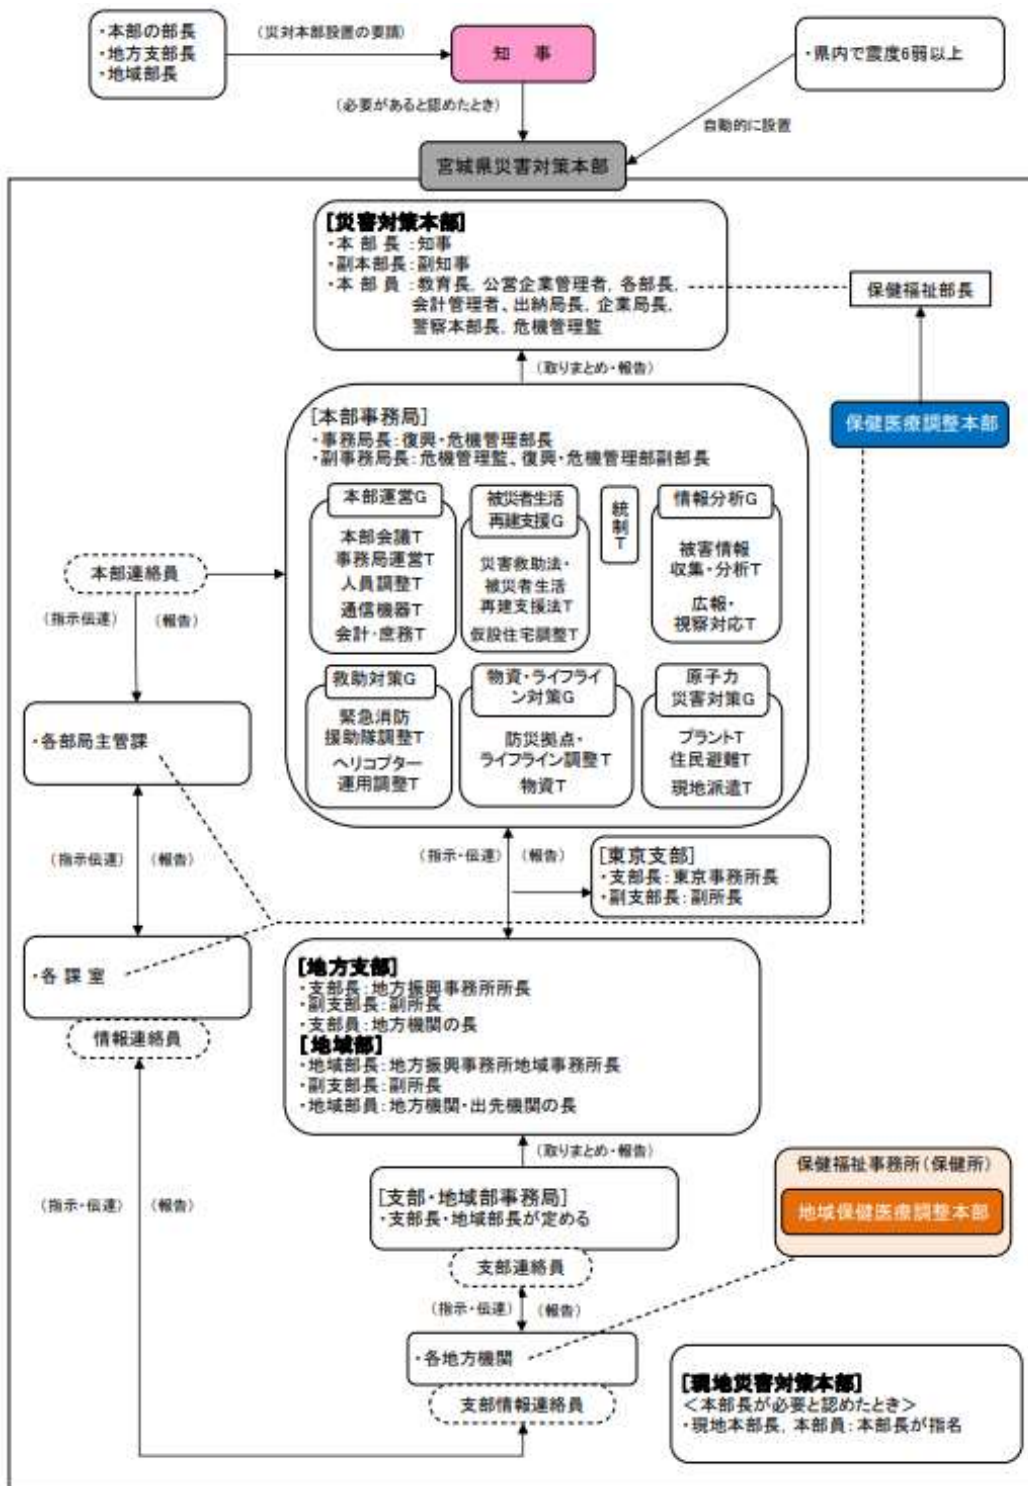 ・本部の部長
・地方支部長
・地域部長
（災対本部設置の要請）
知　事
・県内で震度6弱以上
（必要があると認めたとき）
自動的に設置
宮城県災害対策本部
[災害対策本部]
・本 部 長 ：知事
・副本部長：副知事
・本 部 員 ：教育長，公営企業管理者，各部長，
会計管理者、出納局長，企業局長，
警察本部長，危機管理監
保健福祉部長
（取りまとめ・報告）
保健医療調整本部
[本部事務局]
・事務局長：復興・危機管理部長
・副事務局長：危機管理監、復興・危機管理部副部長
本部運営G
本部会議T
事務局運営T
人員調整T
通信機器T
会計・庶務T
被災者生活
再建支援G
災害救助法・
被災者生活
再建支援法T
仮設住宅調整T
統制T
情報分析G
被害情報
収集・分析T
広報・
視察対応T
本部連絡員
（指示伝達）
（報告）
救助対策G
緊急消防
援助隊調整T
ヘリコプター
運用調整T
物資・ライフライ
ン対策G
防災拠点・
ライフライン調整T
物資T
原子力
災害対策G
プラントT
住民避難T
現地派遣T
・各部局主管課
（指示伝達）
（報告）
（指示・伝達）
（報告）
[東京支部]
・支部長：東京事務所長
・副支部長：副所長
・各 課 室
情報連絡員
[地方支部]
・支部長：地方振興事務所所長
・副支部長：副所長
・支部員：地方機関の長
[地域部]
・地域部長：地方振興事務所地域事務所長
・副支部長：副所長
・地域部員：地方機関・出先機関の長
（取りまとめ・報告）
（指示・伝達）
（報告）
[支部・地域部事務局]
・支部長・地域部長が定める
支部連絡員
保健福祉事務所（保健所）
地域保健医療調整本部
（指示・伝達）
（報告）
・各地方機関
支部情報連絡員
[現地災害対策本部]
＜本部長が必要と認めたとき＞
・現地本部長，本部員：本部長が指名